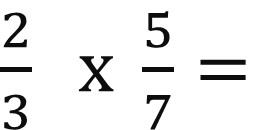 2/3 x 5/7 =